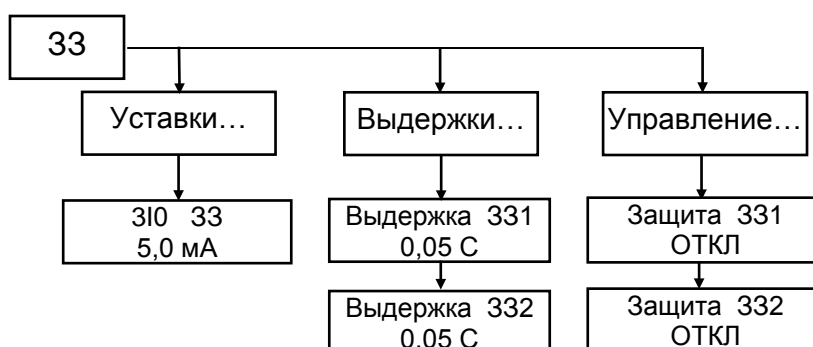 ЗЗ
Уставки…
Выдержки…
Управление…
3I0 ЗЗ
5,0 мА
Выдержка ЗЗ1
0,05 С
Защита ЗЗ1
ОТКЛ
Выдержка ЗЗ2
0,05 С
Защита ЗЗ2
ОТКЛ